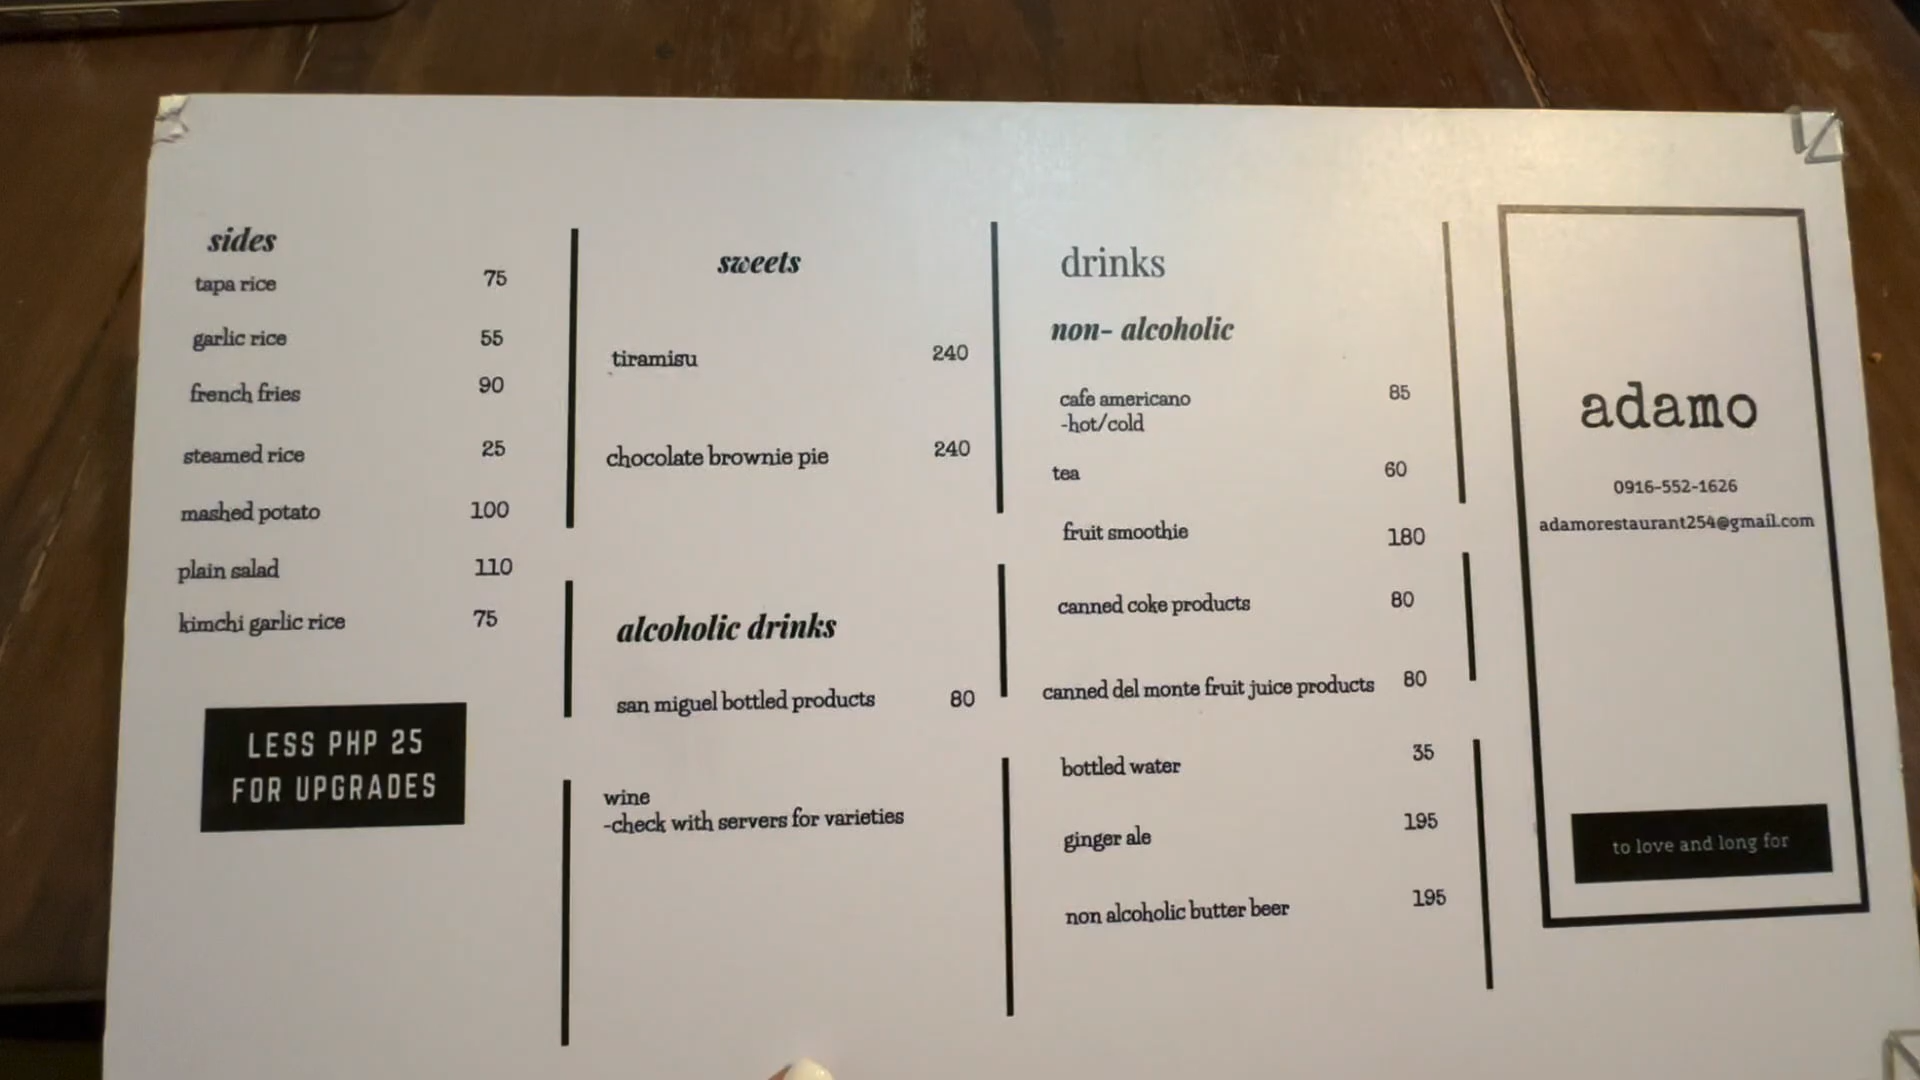 sides
tapa rice 75
garlic rice 55
french fries 90
steamed rice 25
mashed potato 100
plain salad 110
kimchi garlic rice 75
LESS PHP 25
FOR UPGRADES
sweets
tiramisu 240
chocolate brownie pie 240
alcoholic drinks
san miguel bottled products 80
wine
-check with servers for varieties
drinks
non- alcoholic
cafe americano 85
-hot/cold
tea 60
fruit smoothie 180
canned coke products 80
canned del monte fruit juice products 80
bottled water 35
ginger ale 195
non alcoholic butter beer 195
adamo
0916-552-1626
adamorestaurant254@gmail.com
to love and long for